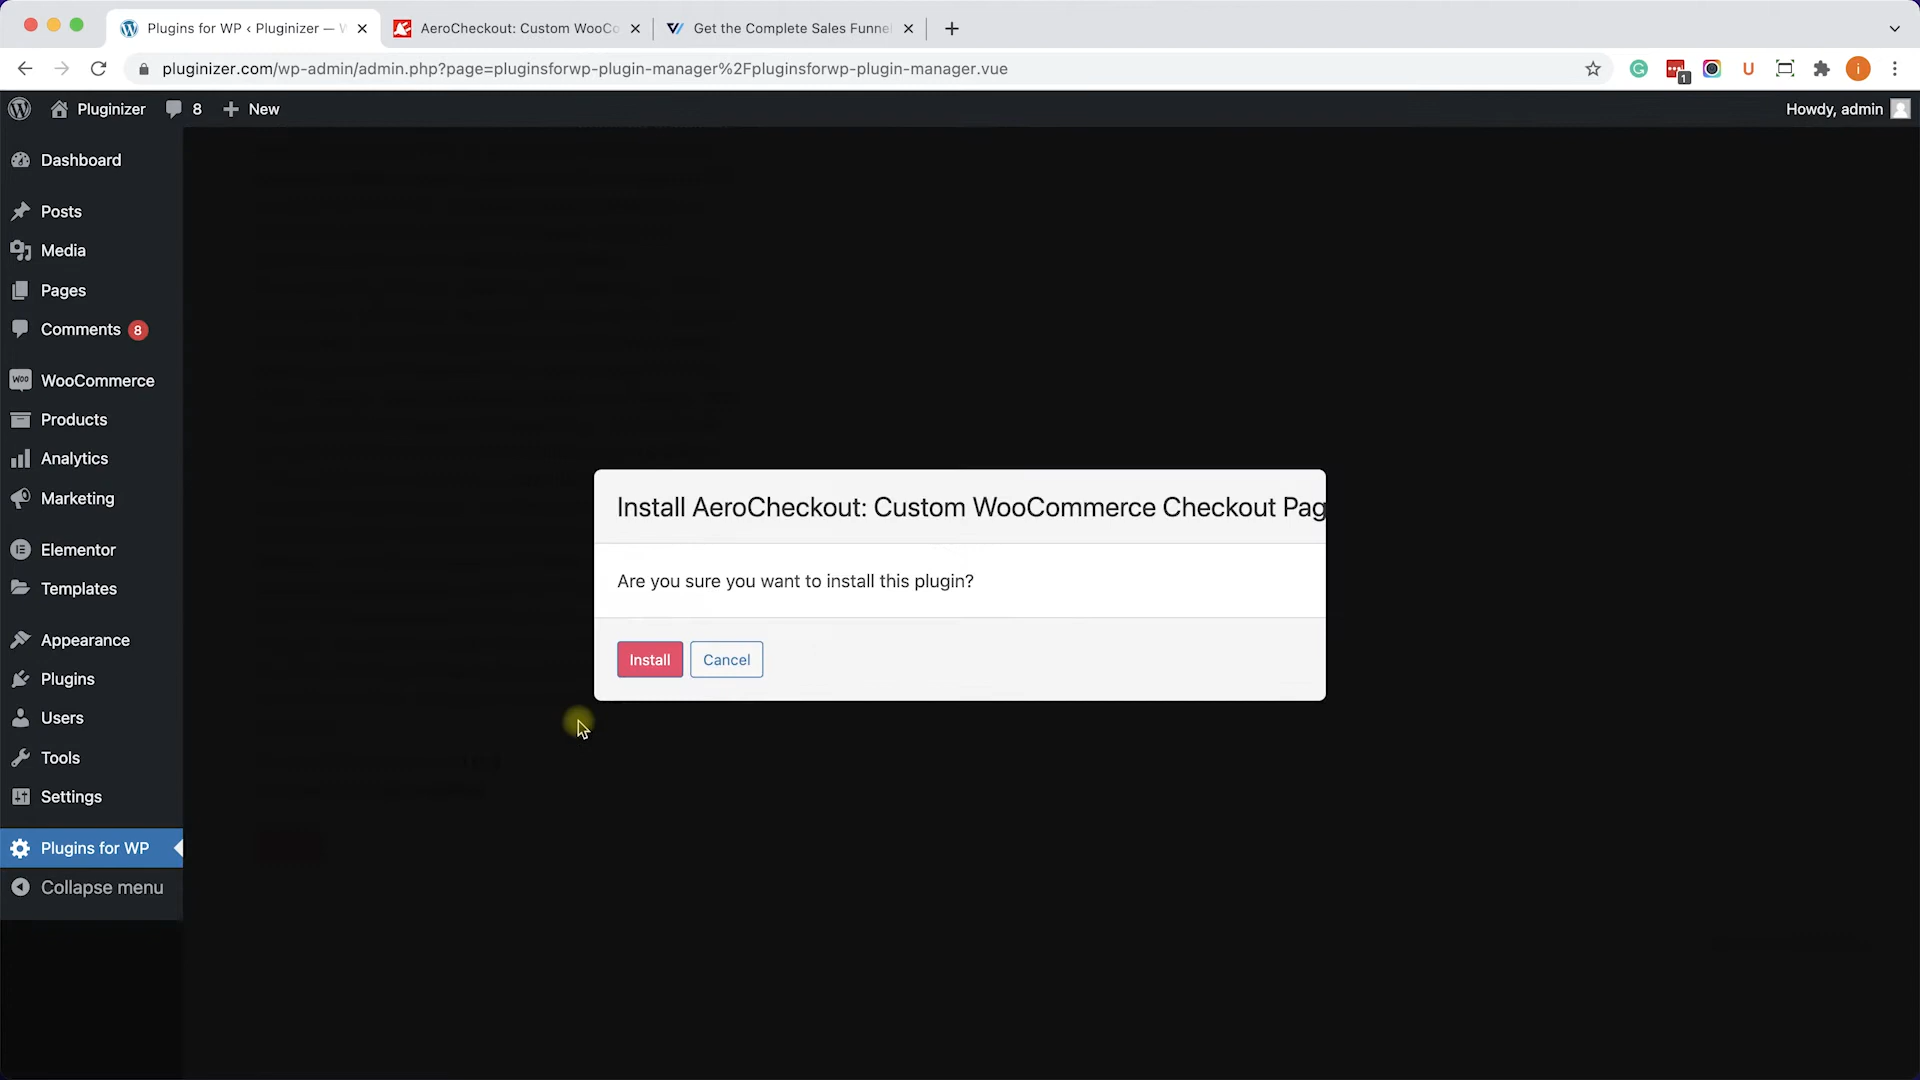 Plugins for WP ‹ Pluginizer — W
AeroCheckout: Custom WooCo
Get the Complete Sales Funnel
pluginizer.com/wp-admin/admin.php?page=pluginsforwp-plugin-manager%2Fpluginsforwp-plugin-manager.vue
1
U
i
Pluginizer
8
New
Howdy, admin
Dashboard
Posts
Media
Pages
Comments 8
WooCommerce
Products
Analytics
Marketing
Elementor
Templates
Appearance
Plugins
Users
Tools
Settings
Plugins for WP
Collapse menu
Install AeroCheckout: Custom WooCommerce Checkout Pag
Are you sure you want to install this plugin?
Install
Cancel